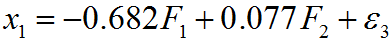 x₁ = −0.682F₁ + 0.077F₂ + ε₃